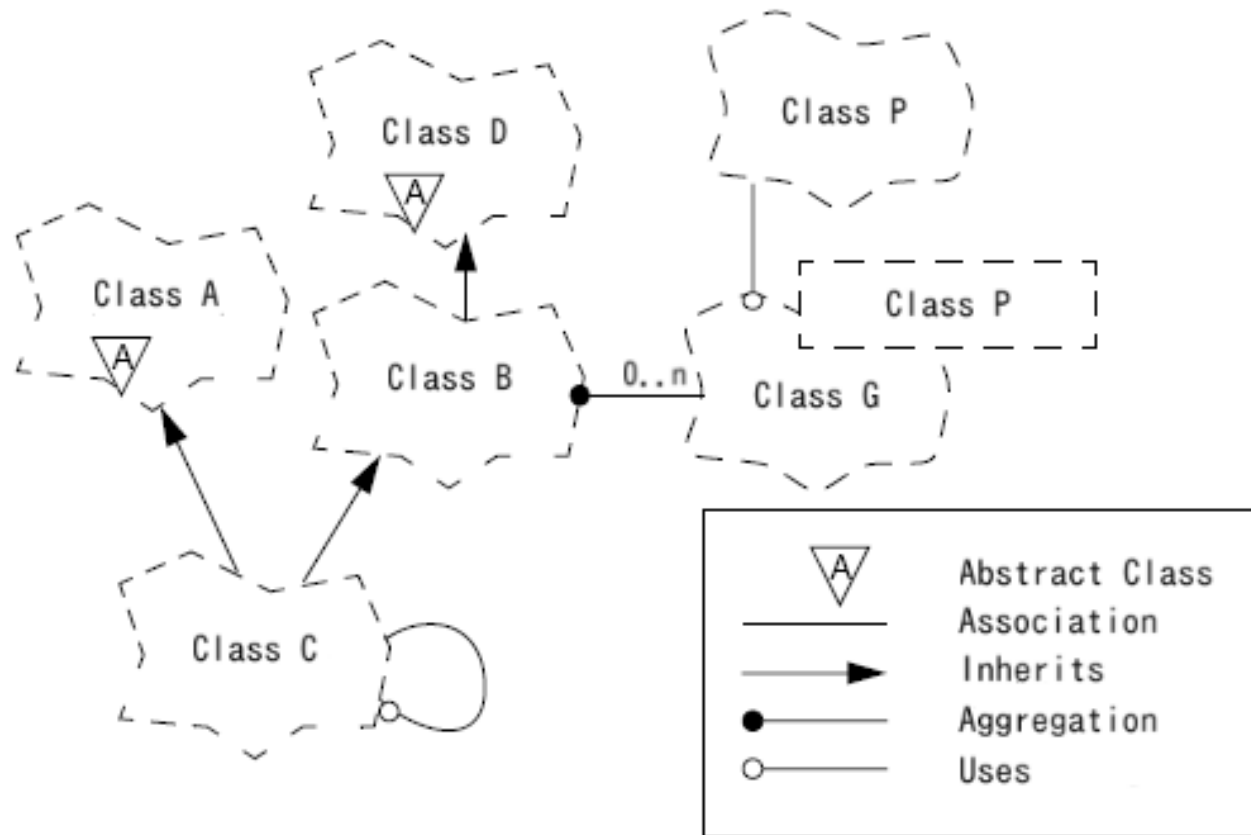 Class D
A
Class P
Class A
A
Class P
Class B
0..n
Class G
Class C
A
Abstract Class
Association
Inherits
Aggregation
Uses